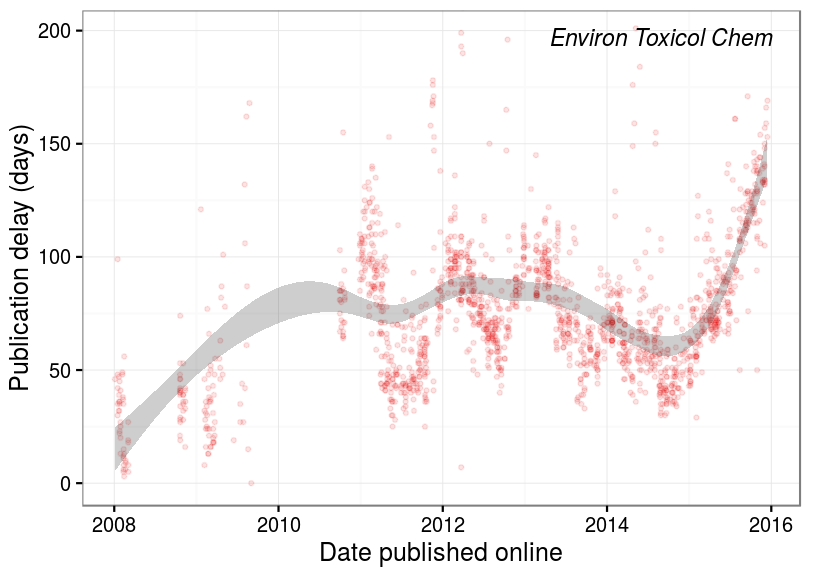 Environ Toxicol Chem
Publication delay (days)
200
150
100
50
0
2008 2010 2012 2014 2016
Date published online